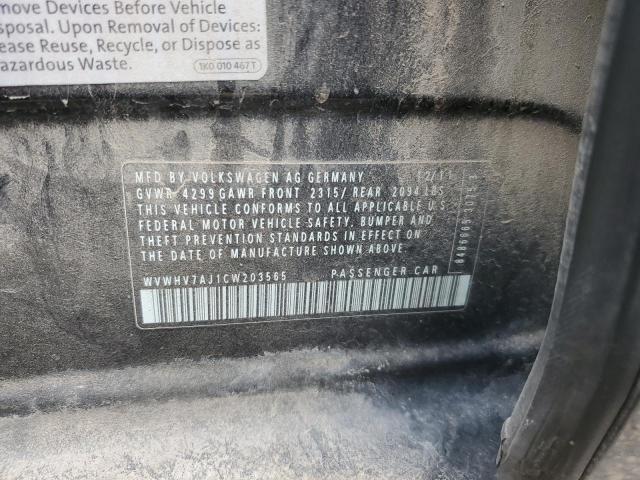 move Devices Before Vehicle
isposal. Upon Removal of Devices:
ease Reuse, Recycle, or Dispose as
azardous Waste.
1K0 010 467 T
MFD BY VOLKSWAGEN AG GERMANY 12/11
GVWR 4299 GAWR FRONT 2315/ REAR 2094 LBS
THIS VEHICLE CONFORMS TO ALL APPLICABLE U.S
FEDERAL MOTOR VEHICLE SAFETY, BUMPER AND
THEFT PREVENTION STANDARDS IN EFFECT ON
THE DATE OF MANUFACTURE SHOWN ABOVE.
WVWHV7AJ1CW203565 PASSENGER CAR